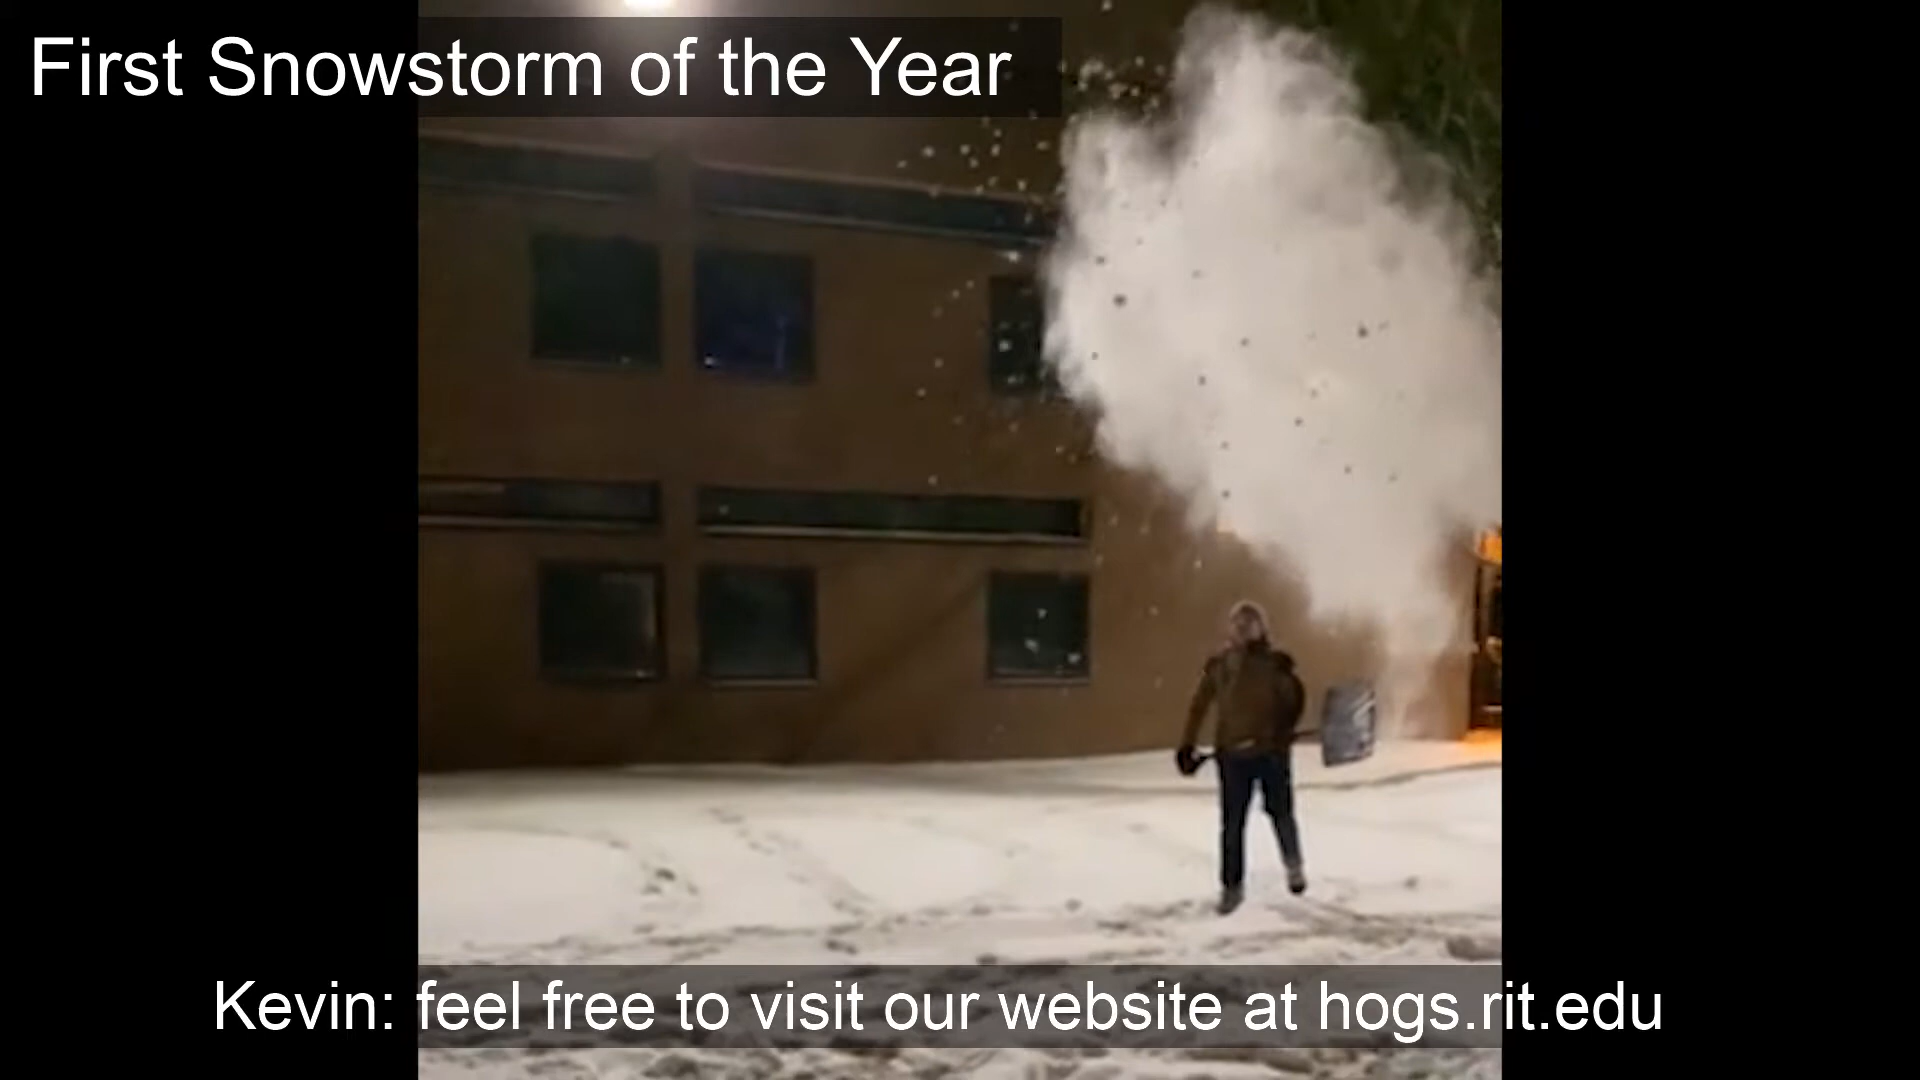 First Snowstorm of the Year
Kevin: feel free to visit our website at hogs.rit.edu